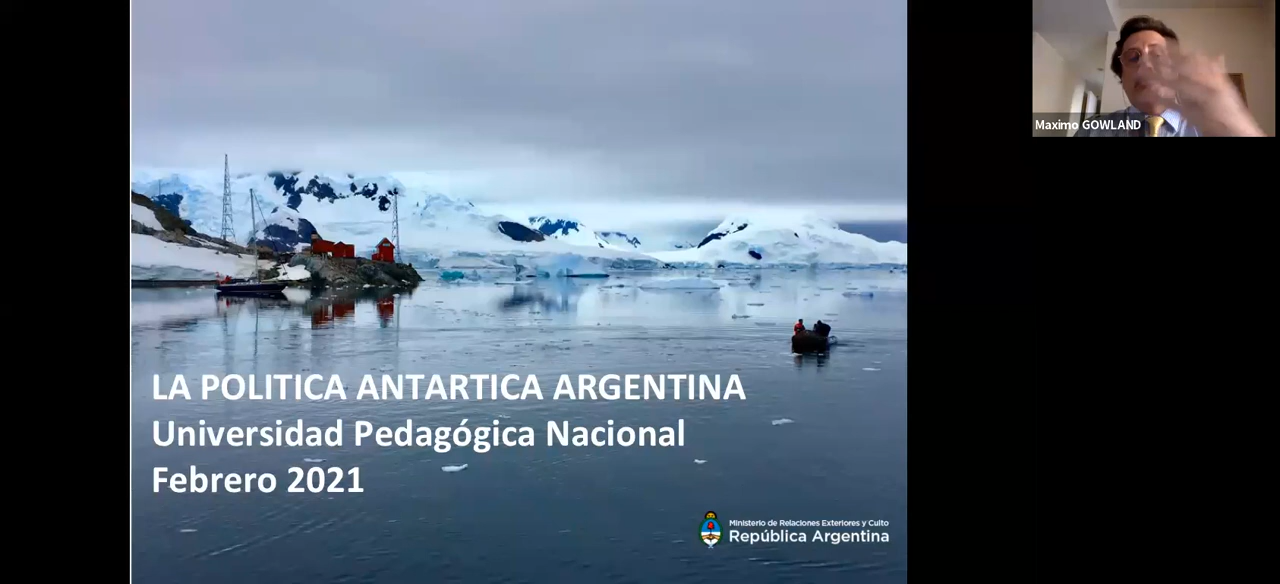 Maximo GOWLAND
LA POLITICA ANTARTICA ARGENTINA
Universidad Pedagógica Nacional
Febrero 2021
Ministerio de Relaciones Exteriores y Culto
República Argentina